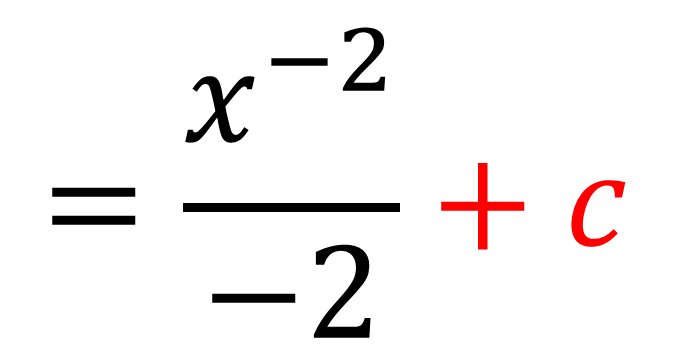 = x⁻² / −2 + c